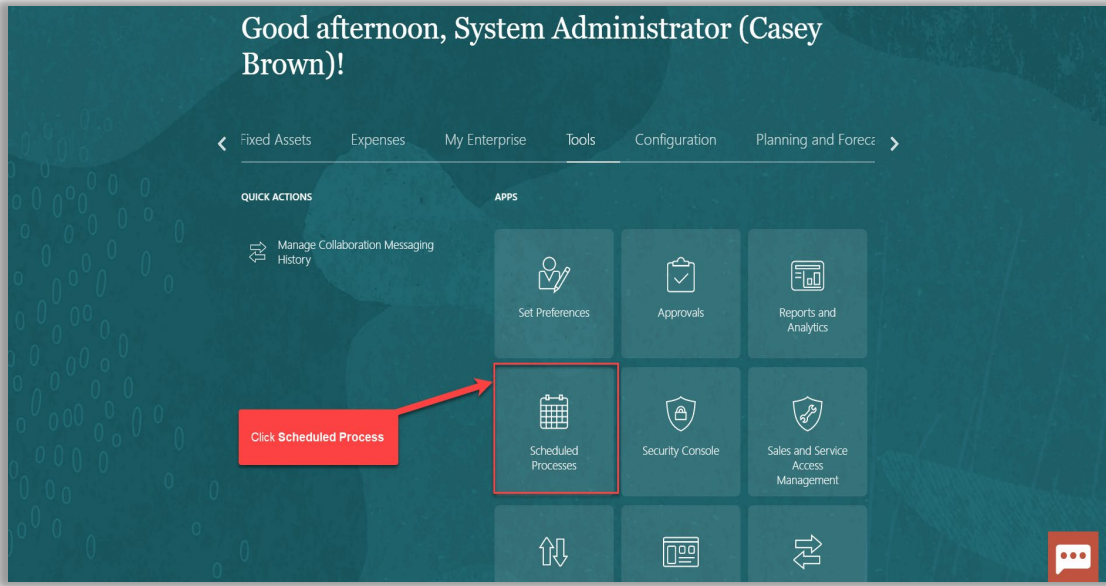 Good afternoon, System Administrator (Casey
Brown)!
Fixed Assets Expenses My Enterprise Tools Configuration Planning and Foreca
QUICK ACTIONS
APPS
Manage Collaboration Messaging
History
Set Preferences
Approvals
Reports and
Analytics
Click Scheduled Process
Scheduled
Processes
Security Console
Sales and Service
Access
Management